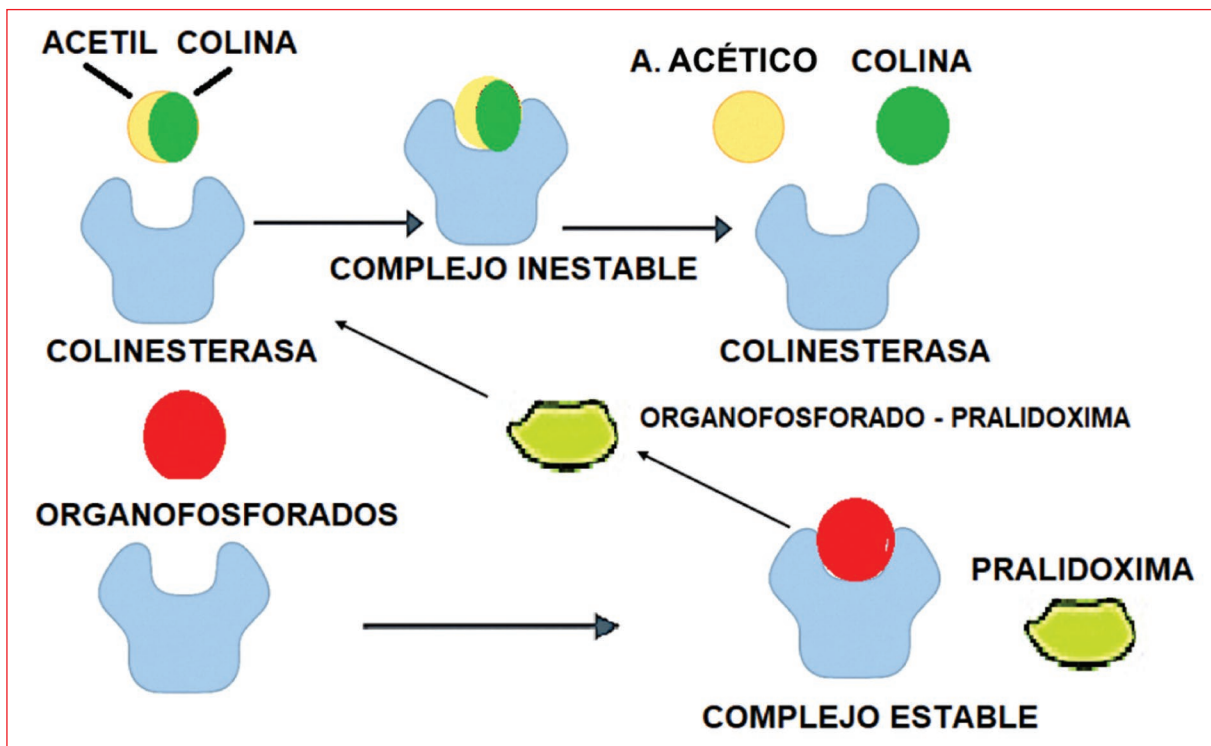 ACETIL COLINA
A. ACÉTICO COLINA
COMPLEJO INESTABLE
COLINESTERASA
COLINESTERASA
ORGANOFOSFORADO - PRALIDOXIMA
ORGANOFOSFORADOS
PRALIDOXIMA
COMPLEJO ESTABLE